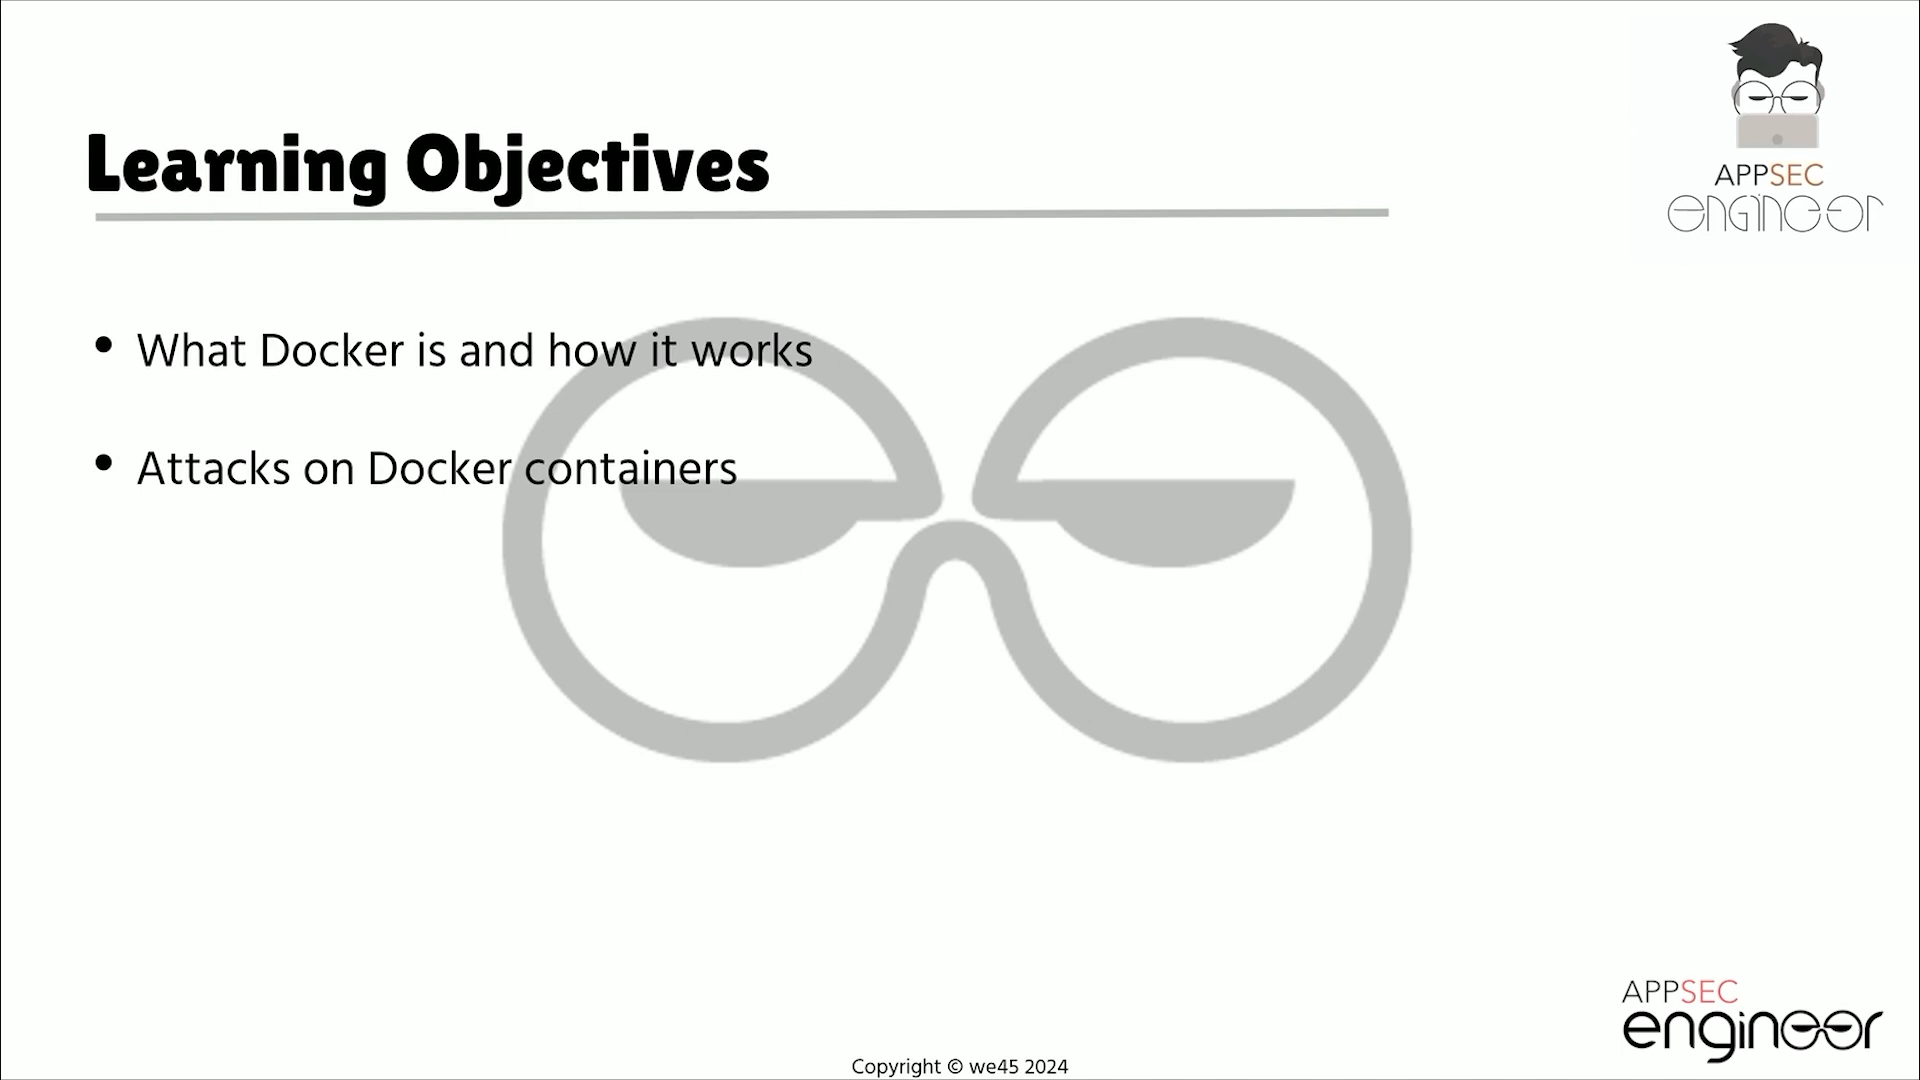 Learning Objectives
APPSEC
engineer
• What Docker is and how it works
• Attacks on Docker containers
APPSEC
engineer
Copyright © we45 2024